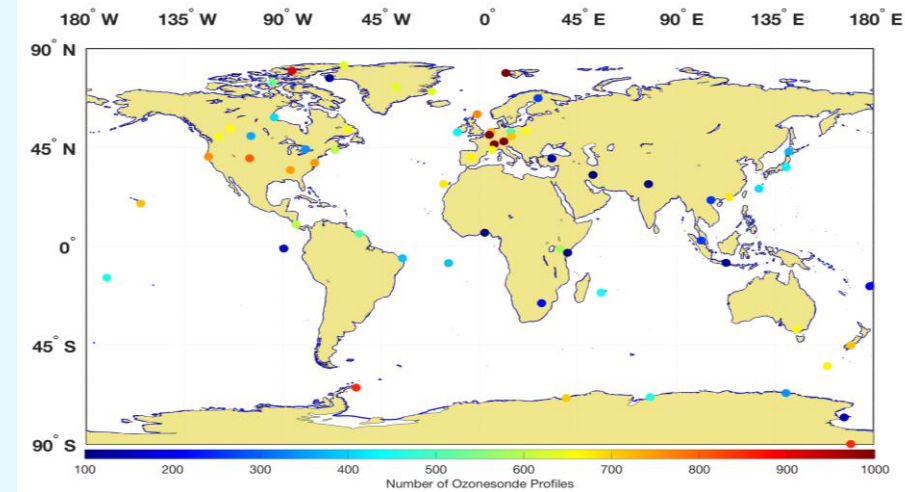 180° W 135° W 90° W 45° W 0° 45° E 90° E 135° E 180° E
90° N
45° N
0°
45° S
90° S
100 200 300 400 500 600 700 800 900 1000
Number of Ozonesonde Profiles